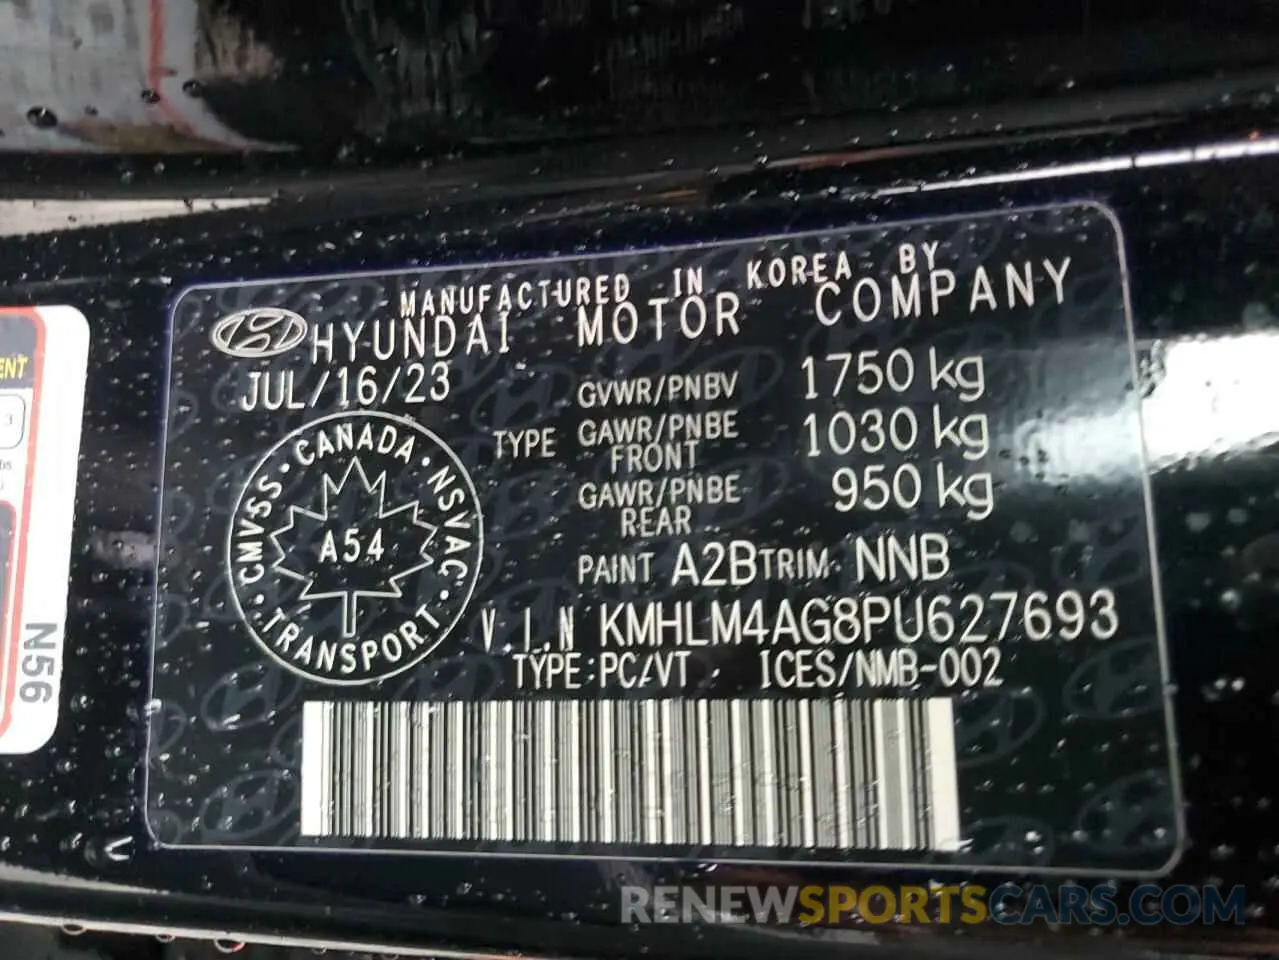 MANUFACTURED IN KOREA BY
HYUNDAI MOTOR COMPANY
JUL/16/23
GVWR/PNBV 1750 kg
TYPE GAWR/PNBE FRONT 1030 kg
GAWR/PNBE REAR 950 kg
PAINT A2B TRIM NNB
V.I.N KMHLM4AG8PU627693
TYPE:PC/VT ICES/NMB-002
CANADA · NSVAC · TRANSPORT · CMVSS
A54
N56
RENEWSPORTSCARS.COM